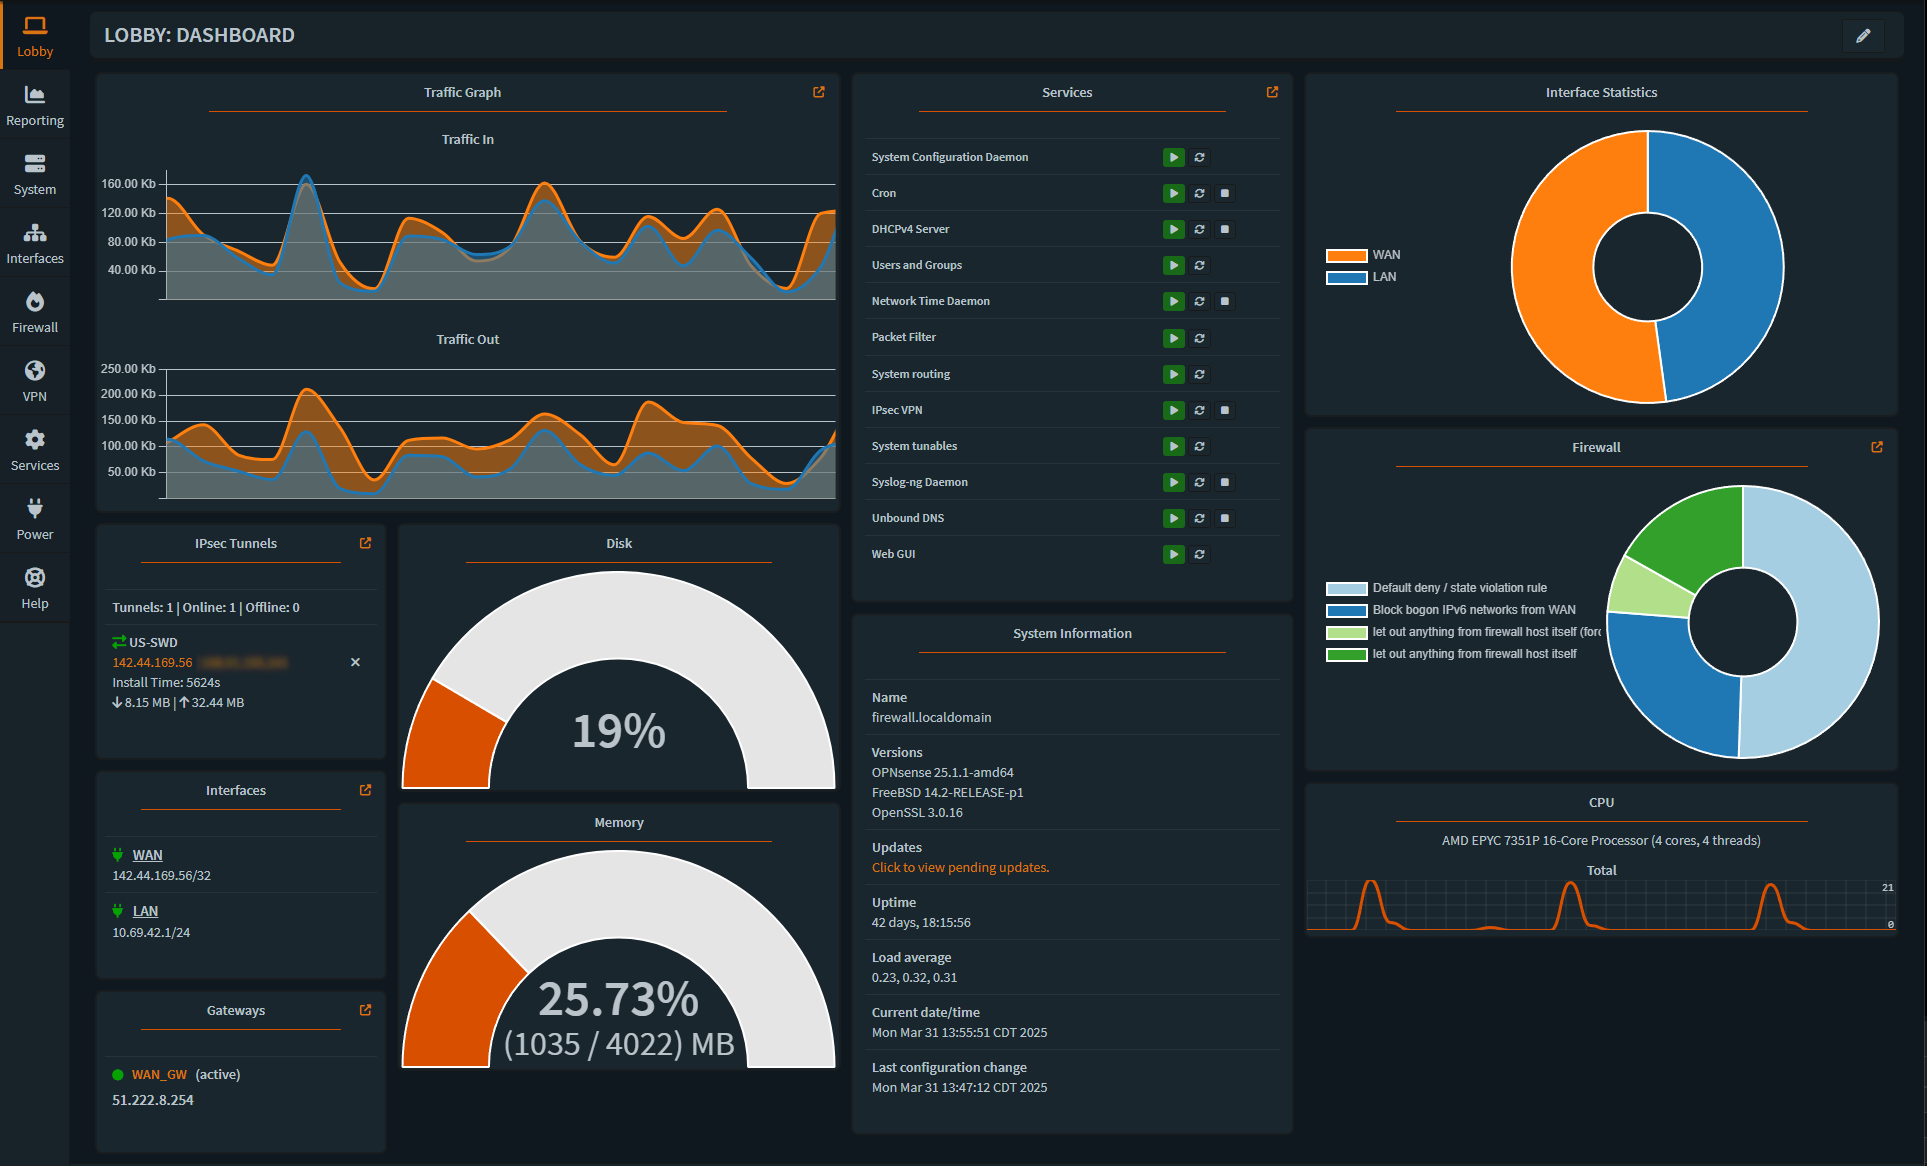 Lobby
Reporting
System
Interfaces
Firewall
VPN
Services
Power
Help
LOBBY: DASHBOARD
Traffic Graph
Traffic In
160.00 Kb
120.00 Kb
80.00 Kb
40.00 Kb
Traffic Out
250.00 Kb
200.00 Kb
150.00 Kb
100.00 Kb
50.00 Kb
IPsec Tunnels
Tunnels: 1 | Online: 1 | Offline: 0
US-SWD
142.44.169.56
Install Time: 5624s
8.15 MB | 32.44 MB
Interfaces
WAN
142.44.169.56/32
LAN
10.69.42.1/24
Gateways
WAN_GW (active)
51.222.8.254
Disk
19%
Memory
25.73%
(1035 / 4022) MB
Services
System Configuration Daemon
Cron
DHCPv4 Server
Users and Groups
Network Time Daemon
Packet Filter
System routing
IPsec VPN
System tunables
Syslog-ng Daemon
Unbound DNS
Web GUI
System Information
Name
firewall.localdomain
Versions
OPNsense 25.1.1-amd64
FreeBSD 14.2-RELEASE-p1
OpenSSL 3.0.16
Updates
Click to view pending updates.
Uptime
42 days, 18:15:56
Load average
0.23, 0.32, 0.31
Current date/time
Mon Mar 31 13:55:51 CDT 2025
Last configuration change
Mon Mar 31 13:47:12 CDT 2025
Interface Statistics
WAN
LAN
Firewall
Default deny / state violation rule
Block bogon IPv6 networks from WAN
let out anything from firewall host itself (forc
let out anything from firewall host itself
CPU
AMD EPYC 7351P 16-Core Processor (4 cores, 4 threads)
Total
21
0